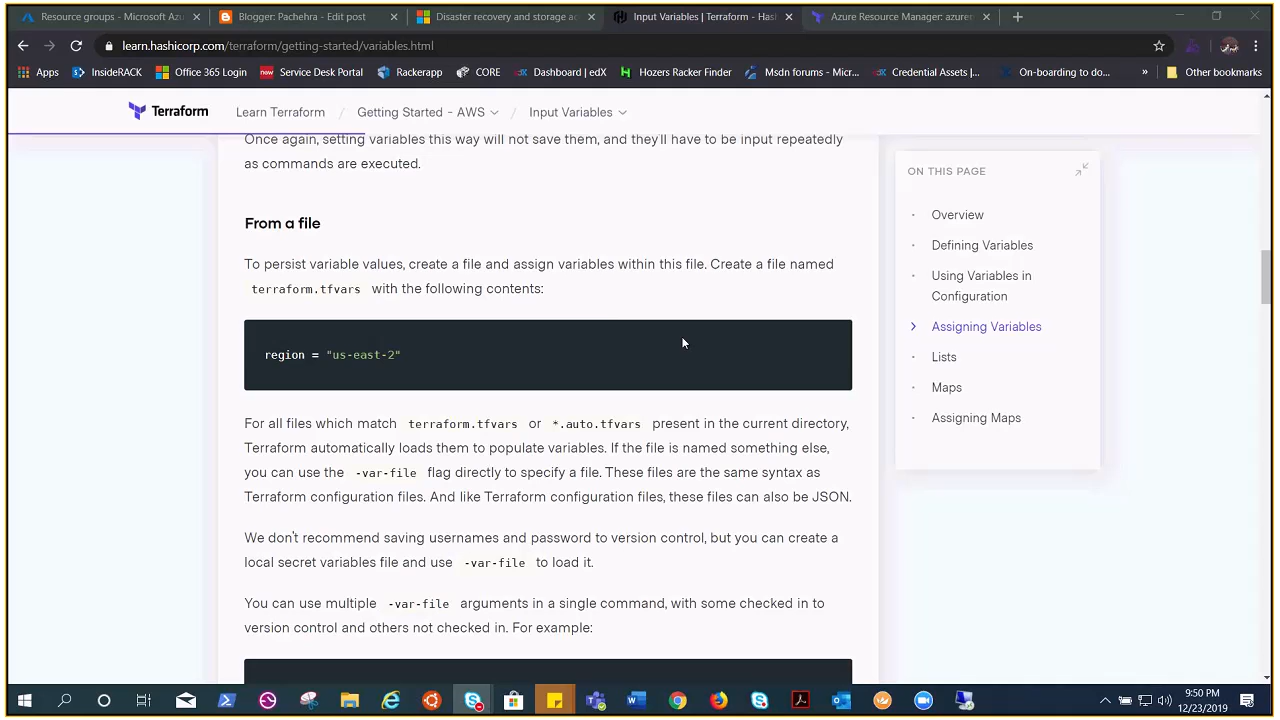 Resource groups - Microsoft Azu
Blogger: Pachehra - Edit post
Disaster recovery and storage ac
Input Variables | Terraform - Hash
Azure Resource Manager: azurerm
learn.hashicorp.com/terraform/getting-started/variables.html
Apps
InsideRACK
Office 365 Login
now Service Desk Portal
Rackerapp
CORE
Dashboard | edX
Hozers Racker Finder
Msdn forums - Micr...
Credential Assets |...
On-boarding to do...
»
Other bookmarks
Terraform
Learn Terraform / Getting Started - AWS / Input Variables
Once again, setting variables this way will not save them, and they'll have to be input repeatedly
as commands are executed.
From a file
To persist variable values, create a file and assign variables within this file. Create a file named
terraform.tfvars with the following contents:
region = "us-east-2"
For all files which match terraform.tfvars or *.auto.tfvars present in the current directory,
Terraform automatically loads them to populate variables. If the file is named something else,
you can use the -var-file flag directly to specify a file. These files are the same syntax as
Terraform configuration files. And like Terraform configuration files, these files can also be JSON.
We don't recommend saving usernames and password to version control, but you can create a
local secret variables file and use -var-file to load it.
You can use multiple -var-file arguments in a single command, with some checked in to
version control and others not checked in. For example:
ON THIS PAGE
Overview
Defining Variables
Using Variables in
Configuration
Assigning Variables
Lists
Maps
Assigning Maps
9:50 PM
12/23/2019